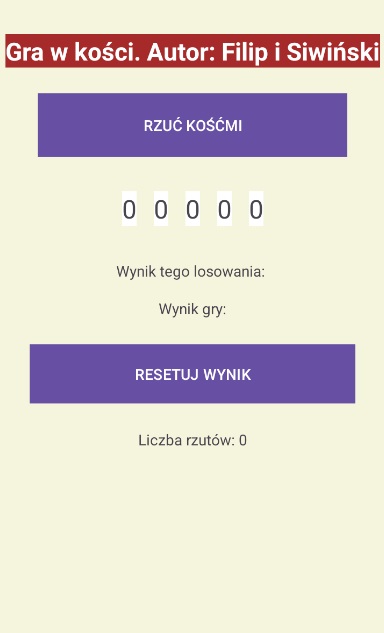 Gra w kości. Autor: Filip i Siwiński
RZUĆ KOŚĆMI
0 0 0 0 0
Wynik tego losowania:
Wynik gry:
RESETUJ WYNIK
Liczba rzutów: 0